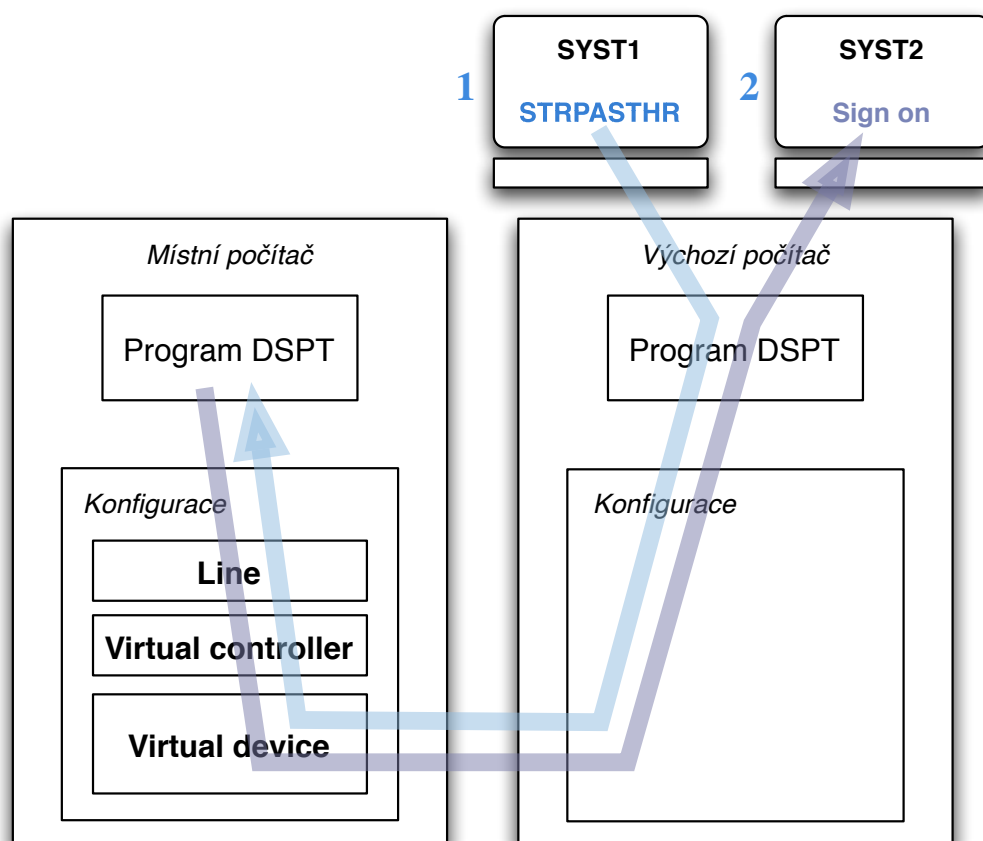 SYST1
SYST2
1
2
STRPASTHR
Sign on
Místní počítač
Výchozí počítač
Program DSPT
Program DSPT
Konfigurace
Konfigurace
Line
Virtual controller
Virtual device